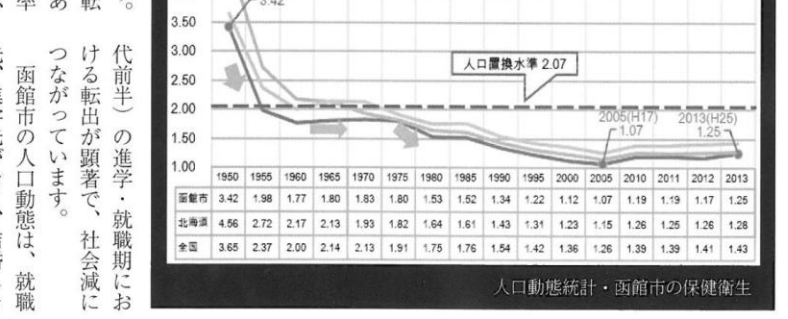 3.42
3.50
3.00
2.50
2.00
1.50
1.00
人口置換水準 2.07
2005(H17)
1.07
2013(H25)
1.25
1950 1955 1960 1965 1970 1975 1980 1985 1990 1995 2000 2005 2010 2011 2012 2013
函館市 3.42 1.98 1.77 1.80 1.83 1.80 1.53 1.52 1.34 1.22 1.12 1.07 1.19 1.19 1.17 1.25
北海道 4.56 2.72 2.17 2.13 1.93 1.82 1.64 1.61 1.43 1.31 1.23 1.15 1.26 1.25 1.26 1.28
全国 3.65 2.37 2.00 2.14 2.13 1.91 1.75 1.76 1.54 1.42 1.36 1.26 1.39 1.39 1.41 1.43
人口動態統計・函館市の保健衛生
。
転
あ
率
代前半）の進学・就職期にお
ける転出が顕著で、社会減に
つながっています。
函館市の人口動態は、就職